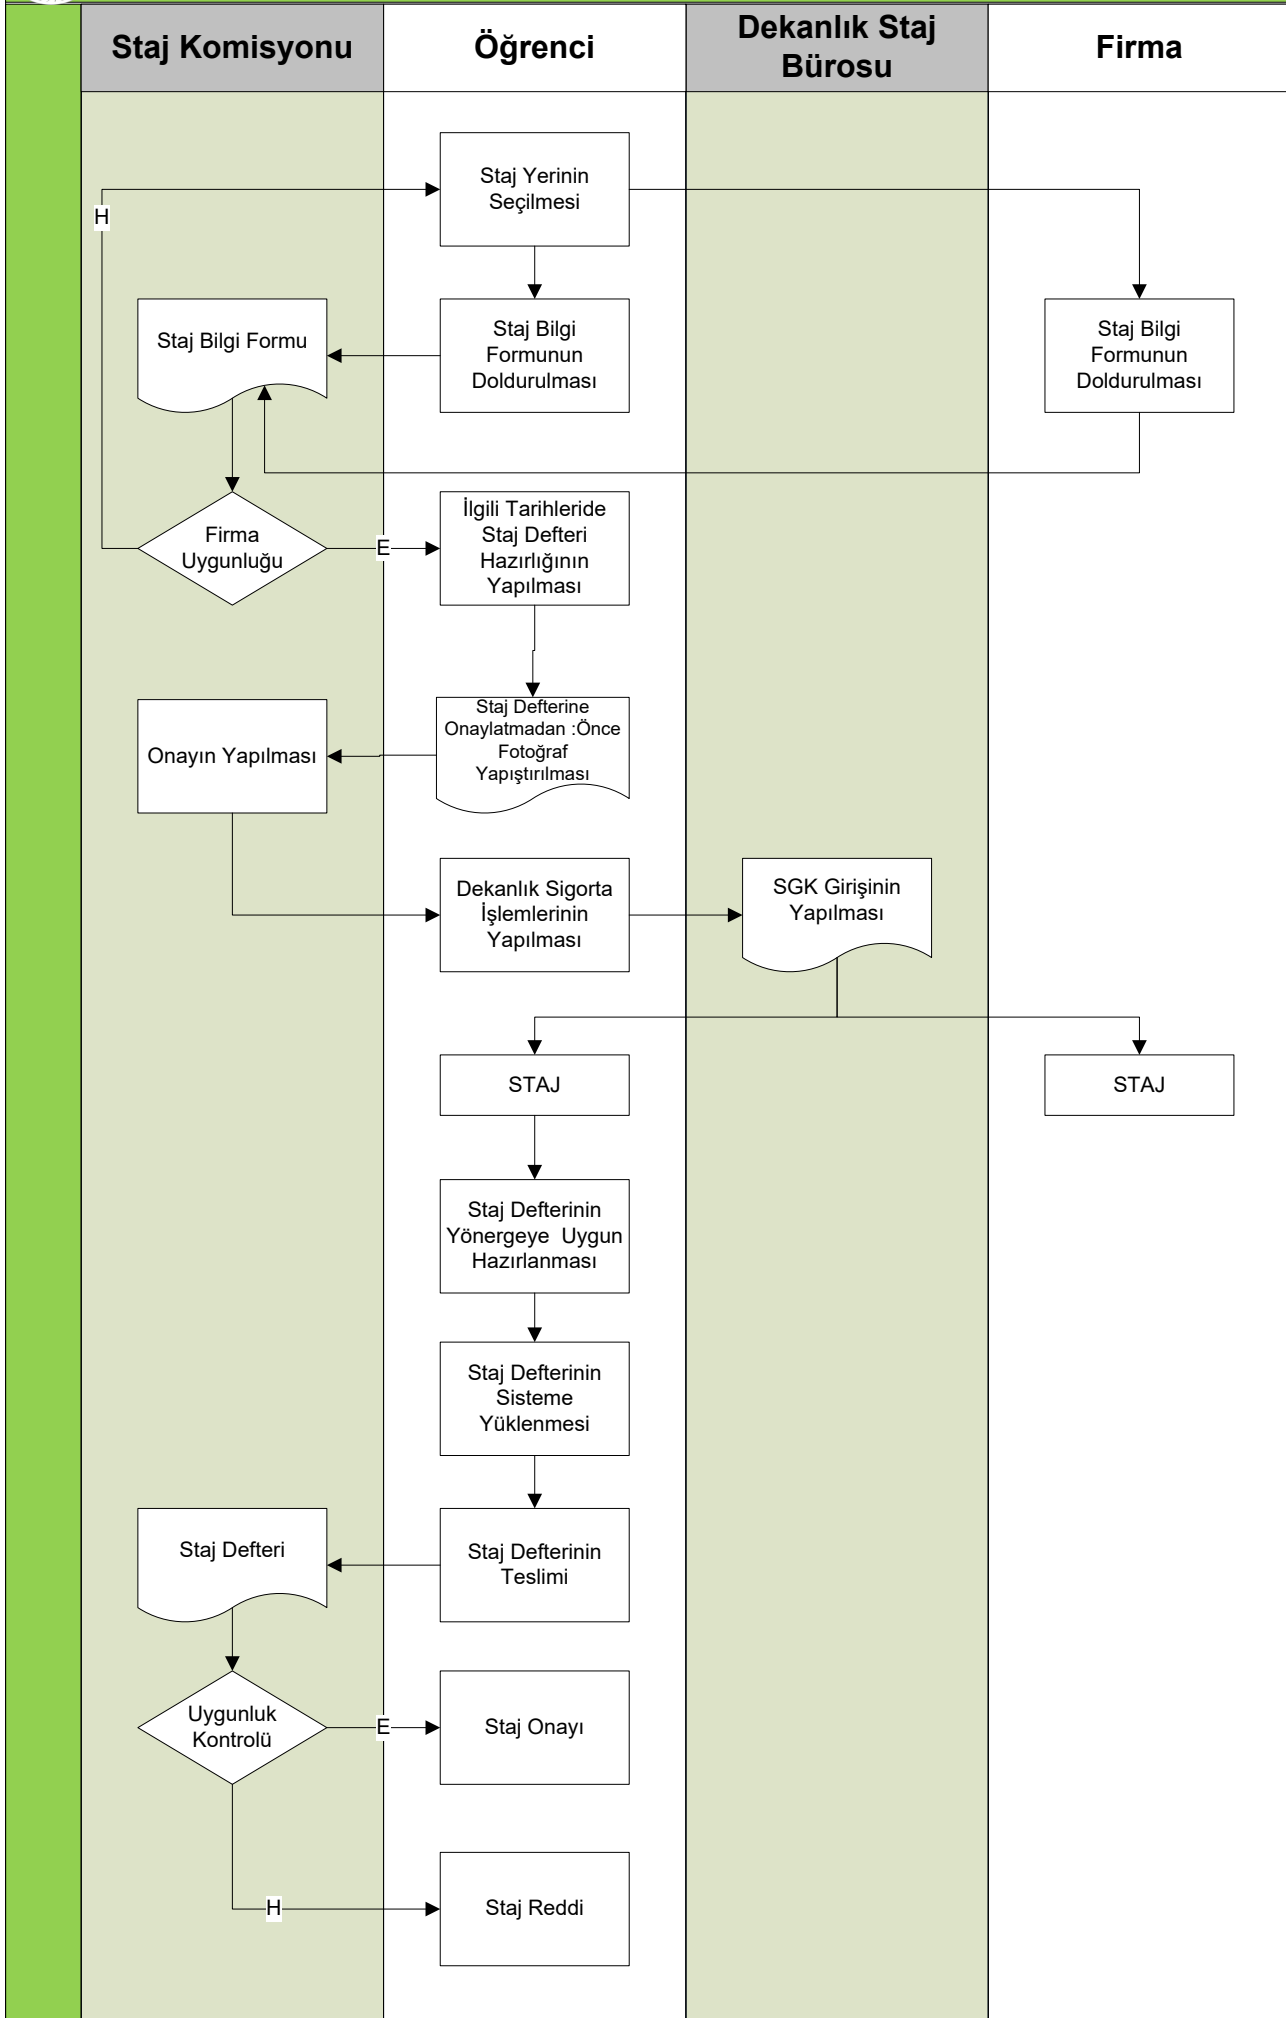 Staj Komisyonu
Öğrenci
Dekanlık Staj
Bürosu
Firma
Staj Yerinin
Seçilmesi
H
Staj Bilgi Formu
Staj Bilgi
Formunun
Doldurulması
Staj Bilgi
Formunun
Doldurulması
Firma
Uygunluğu
E
İlgili Tarihleride
Staj Defteri
Hazırlığının
Yapılması
Onayın Yapılması
Staj Defterine
Onaylatmadan :Önce
Fotoğraf
Yapıştırılması
Dekanlık Sigorta
İşlemlerinin
Yapılması
SGK Girişinin
Yapılması
STAJ
STAJ
Staj Defterinin
Yönergeye  Uygun
Hazırlanması
Staj Defterinin
Sisteme
Yüklenmesi
Staj Defteri
Staj Defterinin
Teslimi
Uygunluk
Kontrolü
E
Staj Onayı
H
Staj Reddi